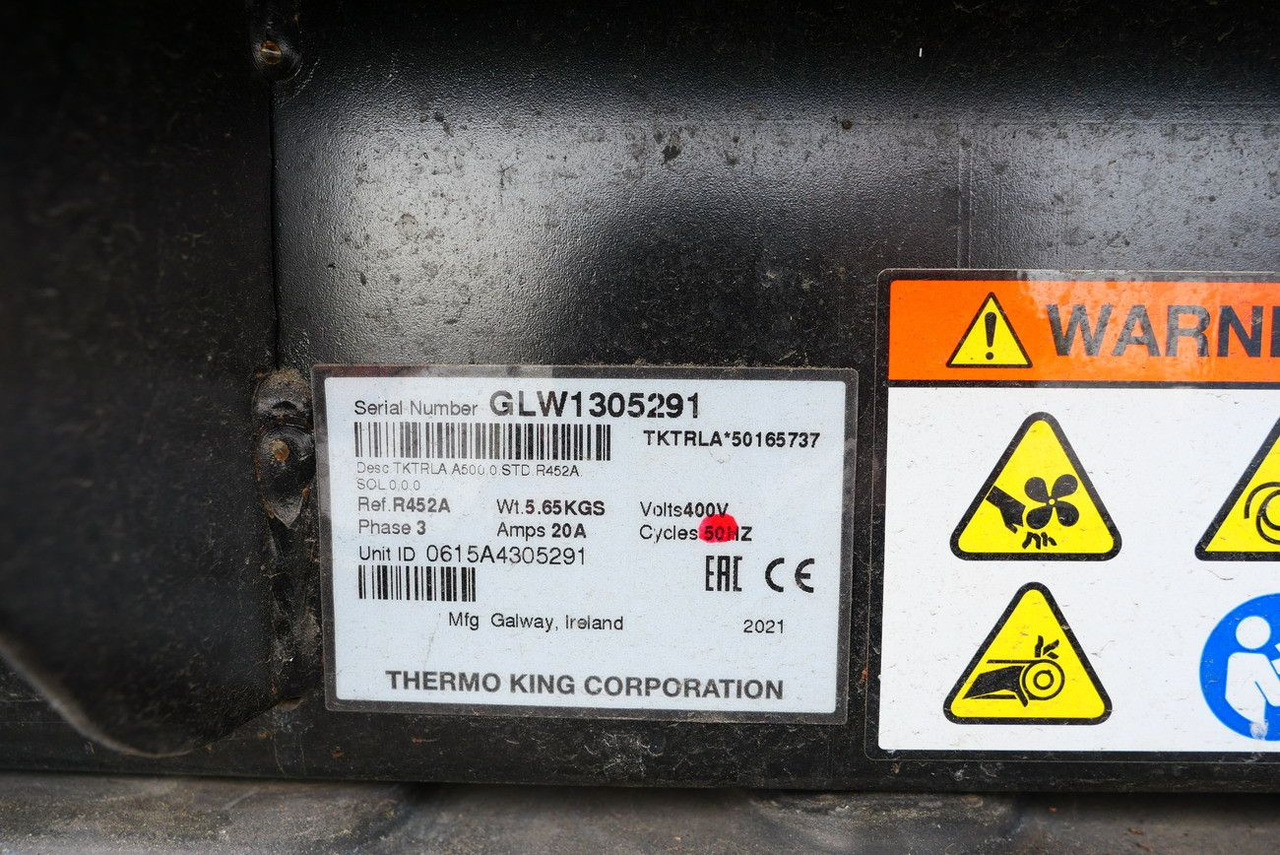 Serial Number GLW1305291
TKTRLA*50165737
Desc TKTRLA A500.0 STD R452A
SOL 0.0.0
Ref.R452A Wt.5.65KGS Volts400V
Phase 3 Amps 20A Cycles 50HZ
Unit ID 0615A4305291
EAC CE
Mfg Galway, Ireland 2021
THERMO KING CORPORATION
WARNI